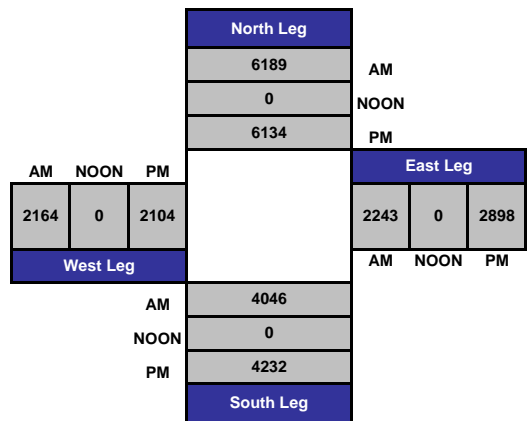 North Leg
6189 AM
0 NOON
6134 PM
AM NOON PM
East Leg
2164 0 2104
2243 0 2898
West Leg
AM NOON PM
AM 4046
NOON 0
PM 4232
South Leg